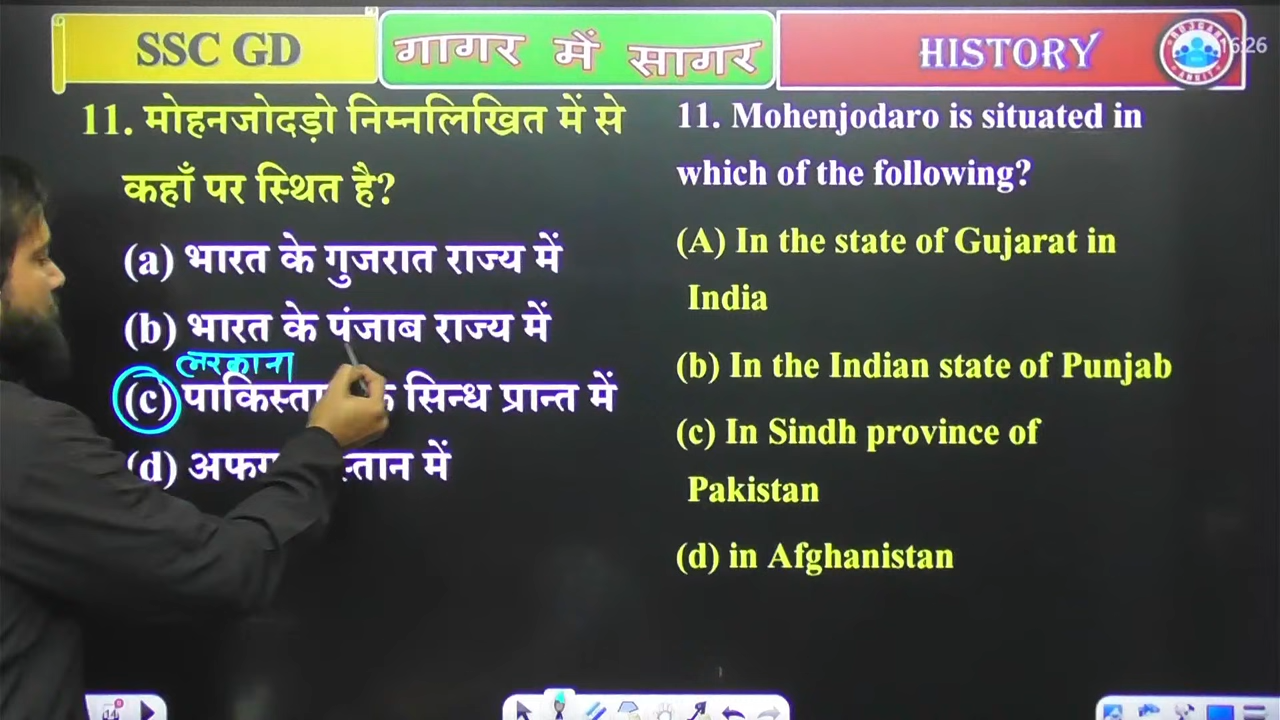 SSC GD
गागर में सागर
HISTORY
16:26
11. मोहनजोदड़ो निम्नलिखित में से
कहाँ पर स्थित है?
(a) भारत के गुजरात राज्य में
(b) भारत के पंजाब राज्य में
लरकाना
(c) पाकिस्ता के सिन्ध प्रान्त में
(d) अफग स्तान में
11. Mohenjodaro is situated in
which of the following?
(A) In the state of Gujarat in
India
(b) In the Indian state of Punjab
(c) In Sindh province of
Pakistan
(d) in Afghanistan